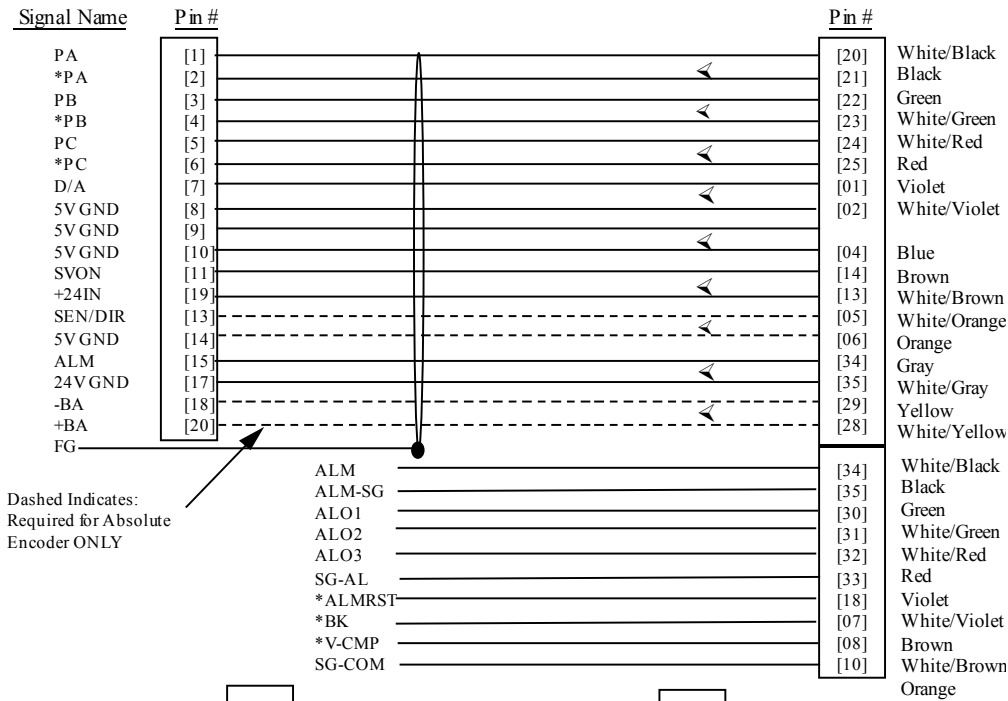 Signal Name Pin # Pin #
PA [1] [20] White/Black
*PA [2] [21] Black
PB [3] [22] Green
*PB [4] [23] White/Green
PC [5] [24] White/Red
*PC [6] [25] Red
D/A [7] [01] Violet
5V GND [8] [02] White/Violet
5V GND [9]
5V GND [10] [04] Blue
SVON [11] [14] Brown
+24IN [19] [13] White/Brown
SEN/DIR [13] [05] White/Orange
5V GND [14] [06] Orange
ALM [15] [34] Gray
24V GND [17] [35] White/Gray
-BA [18] [29] Yellow
+BA [20] [28] White/Yellow
FG
ALM [34] White/Black
ALM-SG [35] Black
ALO1 [30] Green
ALO2 [31] White/Green
ALO3 [32] White/Red
SG-AL [33] Red
*ALMRST [18] Violet
*BK [07] White/Violet
*V-CMP [08] Brown
SG-COM [10] White/Brown
Orange
Dashed Indicates:
Required for Absolute
Encoder ONLY